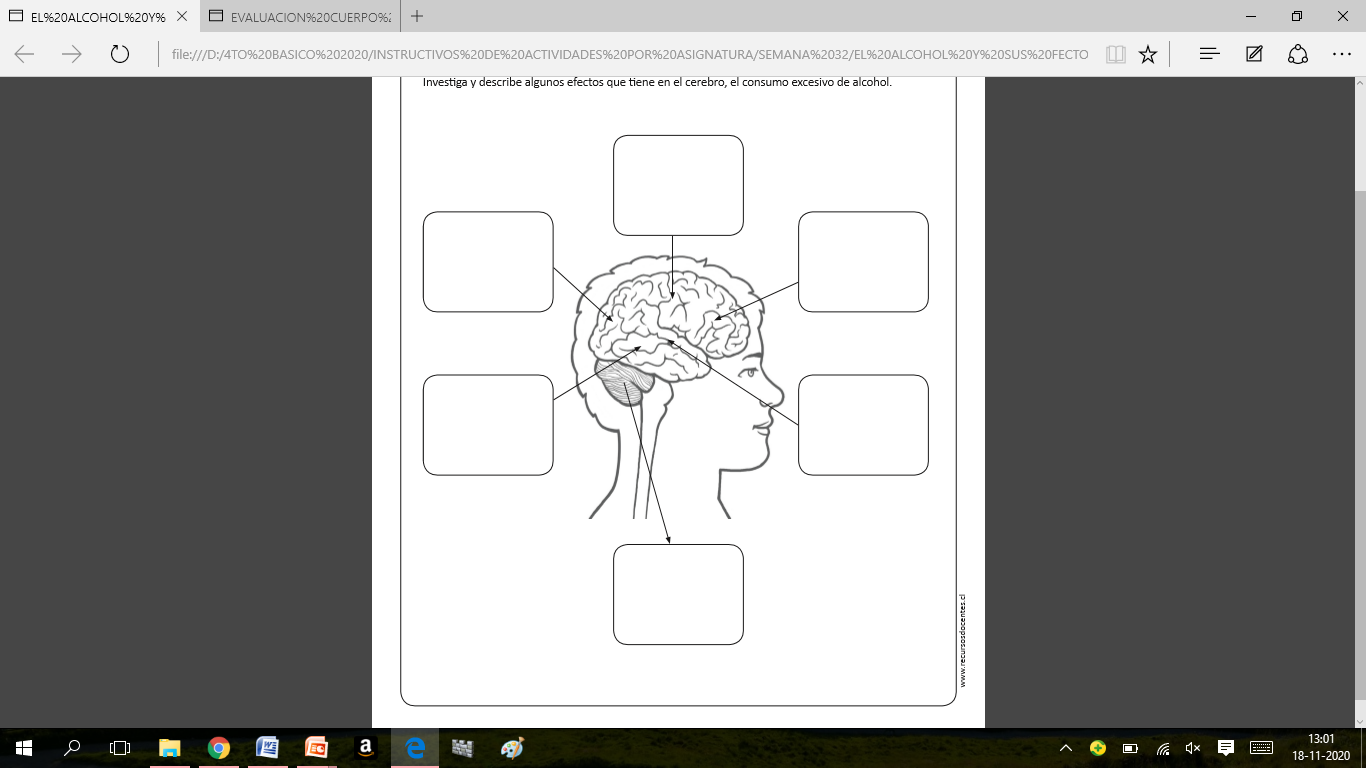 EL%20ALCOHOL%20Y%
EVALUACION%20CUERPO%2
file:///D:/4TO%20BASICO%202020/INSTRUCTIVOS%20DE%20ACTIVIDADES%20POR%20ASIGNATURA/SEMANA%2032/EL%20ALCOHOL%20Y%20SUS%20FECTO
Investiga y describe algunos efectos que tiene en el cerebro, el consumo excesivo de alcohol.
www.recursosdocentes.cl
13:01
18-11-2020